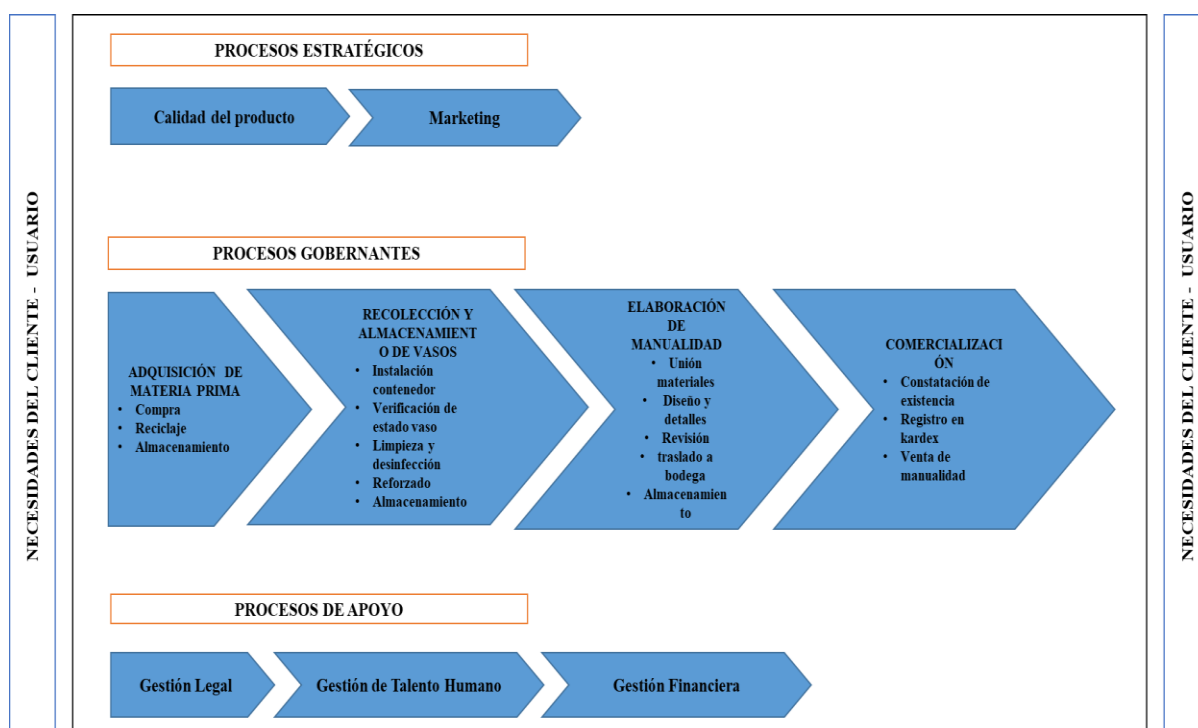 NECESIDADES DEL CLIENTE - USUARIO
PROCESOS ESTRATÉGICOS
Calidad del producto
Marketing
PROCESOS GOBERNANTES
ADQUISICIÓN DE
MATERIA PRIMA
• Compra
• Reciclaje
• Almacenamiento
RECOLECCIÓN Y
ALMACENAMIENT
O DE VASOS
• Instalación
contenedor
• Verificación de
estado vaso
• Limpieza y
desinfección
• Reforzado
• Almacenamiento
ELABORACIÓN
DE
MANUALIDAD
• Unión
materiales
• Diseño y
detalles
• Revisión
• traslado a
bodega
• Almacenamien
to
COMERCIALIZACI
ÓN
• Constatación de
existencia
• Registro en
kardex
• Venta de
manualidad
PROCESOS DE APOYO
Gestión Legal
Gestión de Talento Humano
Gestión Financiera
NECESIDADES DEL CLIENTE - USUARIO